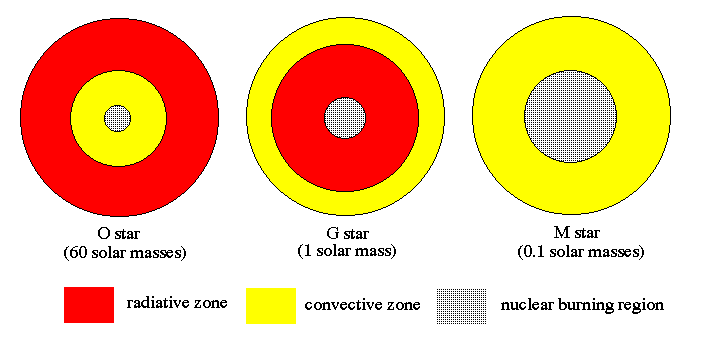 O star
(60 solar masses)
G star
(1 solar mass)
M star
(0.1 solar masses)
radiative zone
convective zone
nuclear burning region